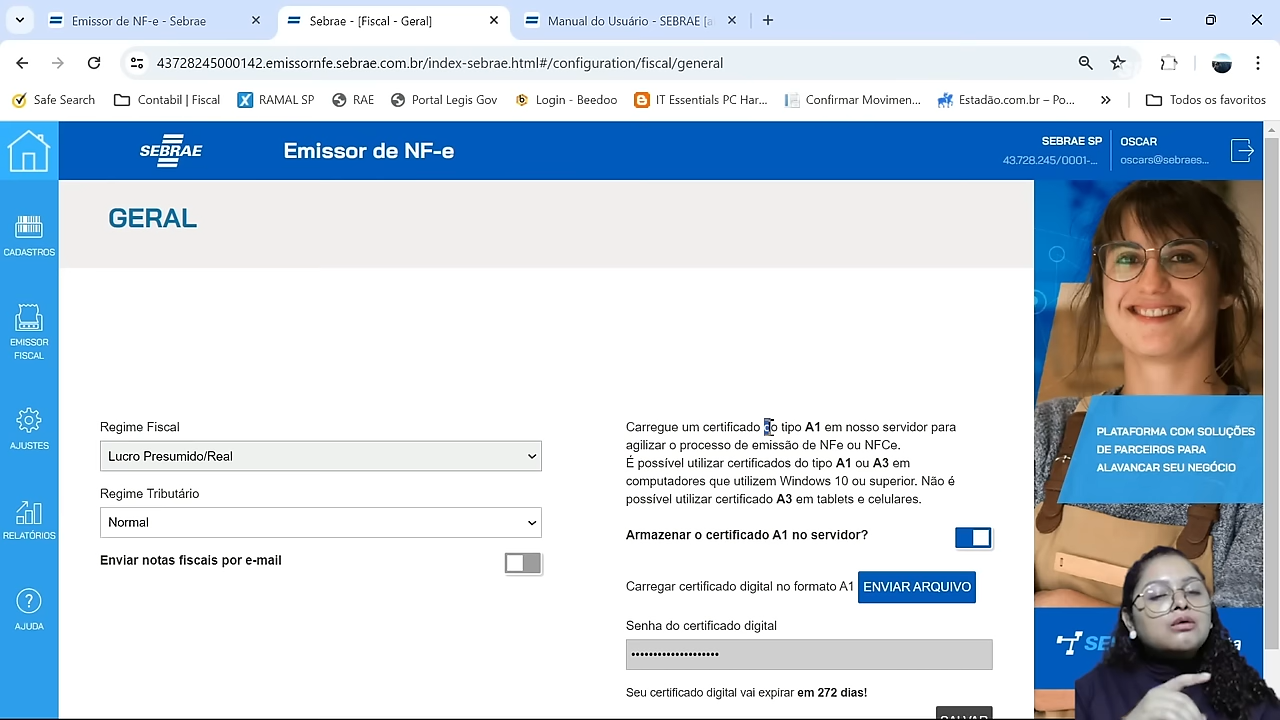 Emissor de NF-e - Sebrae
Sebrae - [Fiscal - Geral]
Manual do Usuário - SEBRAE [a
43728245000142.emissornfe.sebrae.com.br/index-sebrae.html#/configuration/fiscal/general
Safe Search
Contabil | Fiscal
RAMAL SP
RAE
Portal Legis Gov
Login - Beedoo
IT Essentials PC Har...
Confirmar Movimen...
Estadão.com.br – Po...
Todos os favoritos
SEBRAE
Emissor de NF-e
SEBRAE SP
43.728.245/0001-...
OSCAR
oscars@sebraes...
CADASTROS
EMISSOR
FISCAL
AJUSTES
RELATÓRIOS
AJUDA
GERAL
Regime Fiscal
Lucro Presumido/Real
Regime Tributário
Normal
Enviar notas fiscais por e-mail
Carregue um certificado do tipo A1 em nosso servidor para
agilizar o processo de emissão de NFe ou NFCe.
É possível utilizar certificados do tipo A1 ou A3 em
computadores que utilizem Windows 10 ou superior. Não é
possível utilizar certificado A3 em tablets e celulares.
Armazenar o certificado A1 no servidor?
Carregar certificado digital no formato A1
ENVIAR ARQUIVO
Senha do certificado digital
Seu certificado digital vai expirar em 272 dias!
SALVAR
PLATAFORMA COM SOLUÇÕES
DE PARCEIROS PARA
ALAVANCAR SEU NEGÓCIO